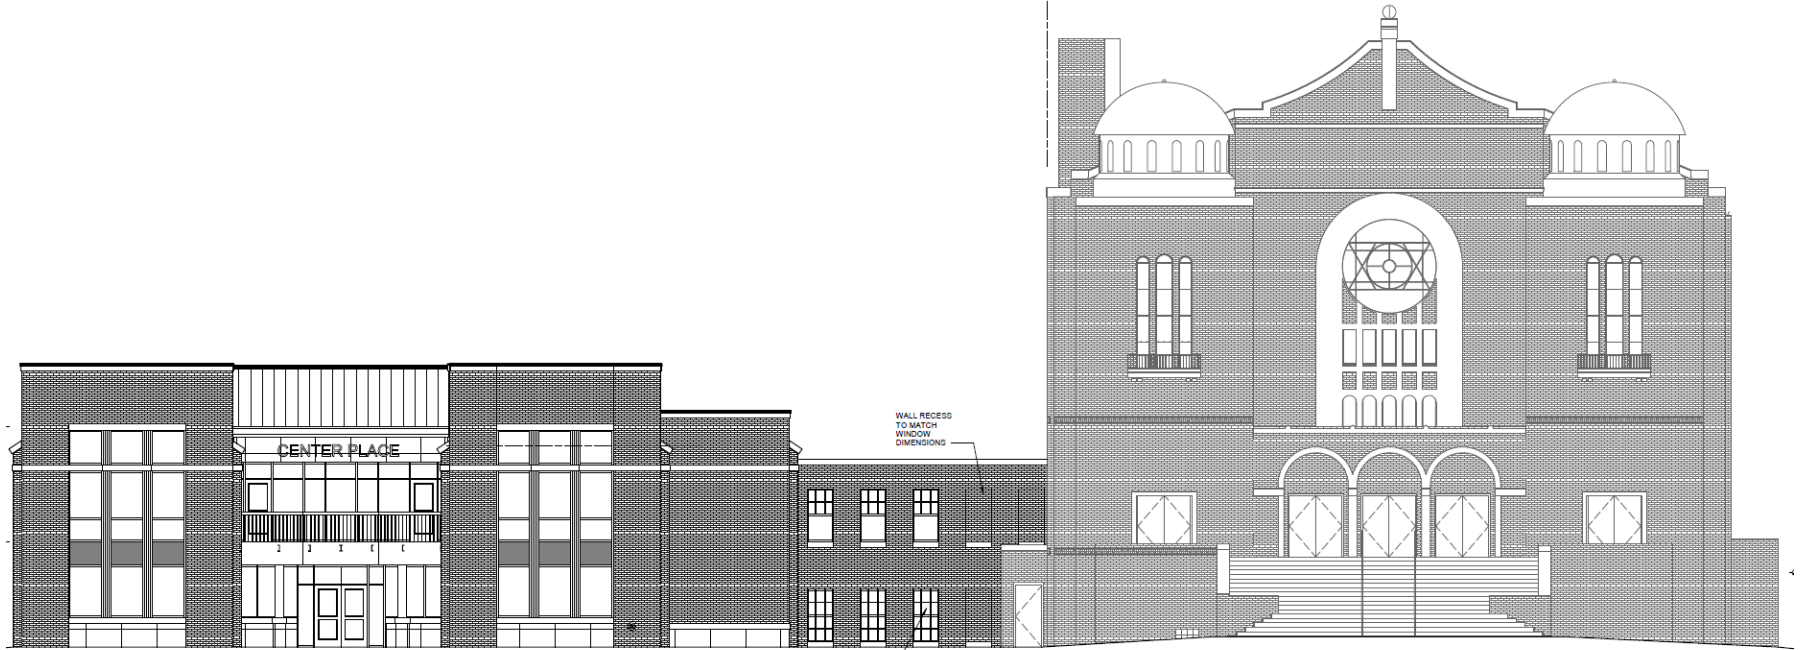 WALL RECESS
TO MATCH
WINDOW
DIMENSIONS
CENTER PLACE